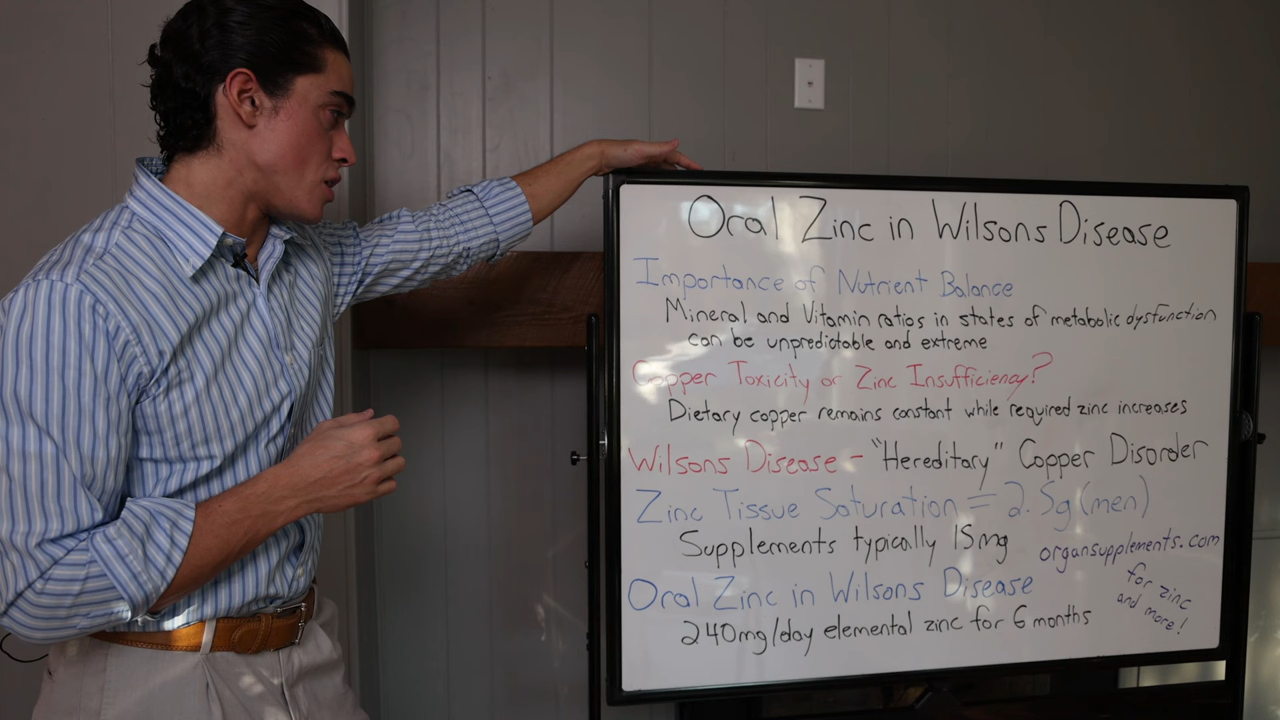 Oral Zinc in Wilsons Disease
Importance of Nutrient Balance
Mineral and Vitamin ratios in states of metabolic dysfunction
can be unpredictable and extreme
Copper Toxicity or Zinc Insufficiency?
Dietary copper remains constant while required zinc increases
Wilsons Disease - "Hereditary" Copper Disorder
Zinc Tissue Saturation = 2.5g (men)
Supplements typically 15mg
organsupplements.com
for zinc
and more!
Oral Zinc in Wilsons Disease
240mg/day elemental zinc for 6 months